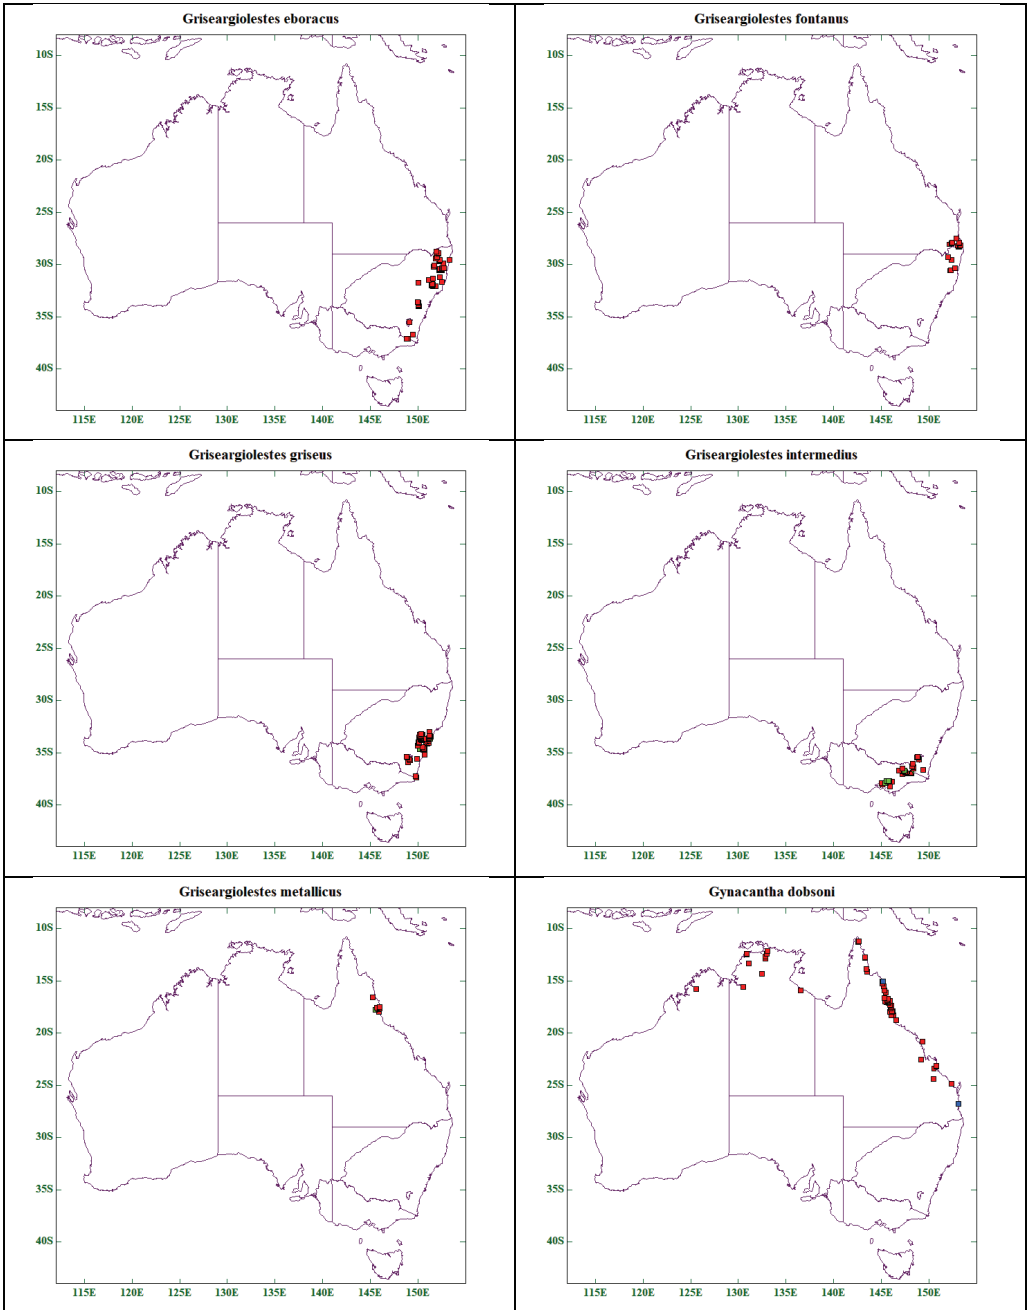 Griseargiolestes eboracus
10S
15S
20S
25S
30S
35S
40S
115E 120E 125E 130E 135E 140E 145E 150E
Griseargiolestes fontanus
10S
15S
20S
25S
30S
35S
40S
115E 120E 125E 130E 135E 140E 145E 150E
Griseargiolestes griseus
10S
15S
20S
25S
30S
35S
40S
115E 120E 125E 130E 135E 140E 145E 150E
Griseargiolestes intermedius
10S
15S
20S
25S
30S
35S
40S
115E 120E 125E 130E 135E 140E 145E 150E
Griseargiolestes metallicus
10S
15S
20S
25S
30S
35S
40S
115E 120E 125E 130E 135E 140E 145E 150E
Gynacantha dobsoni
10S
15S
20S
25S
30S
35S
40S
115E 120E 125E 130E 135E 140E 145E 150E